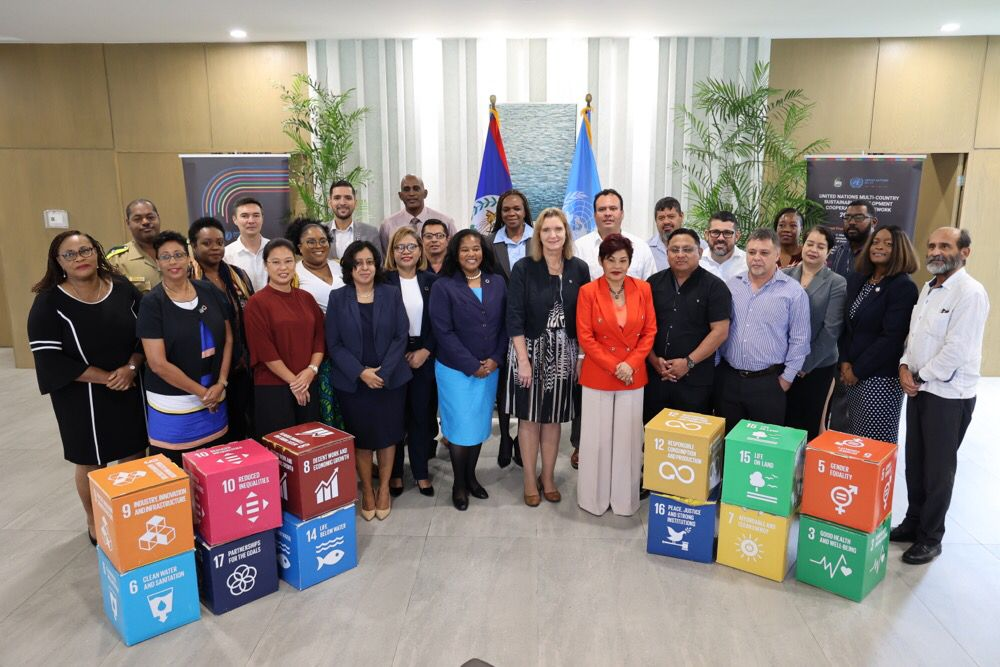 UNITED NATIONS MULTI-COUNTRY
SUSTAINABLE DEVELOPMENT
9 INDUSTRY, INNOVATION
AND INFRASTRUCTURE
6 CLEAN WATER
AND SANITATION
10 REDUCED
INEQUALITIES
17 PARTNERSHIPS
FOR THE GOALS
8 DECENT WORK AND
ECONOMIC GROWTH
14 LIFE
BELOW WATER
12 RESPONSIBLE
CONSUMPTION
AND PRODUCTION
16 PEACE, JUSTICE
AND STRONG
INSTITUTIONS
15 LIFE
ON LAND
7 AFFORDABLE AND
CLEAN ENERGY
5 GENDER
EQUALITY
3 GOOD HEALTH
AND WELL-BEING